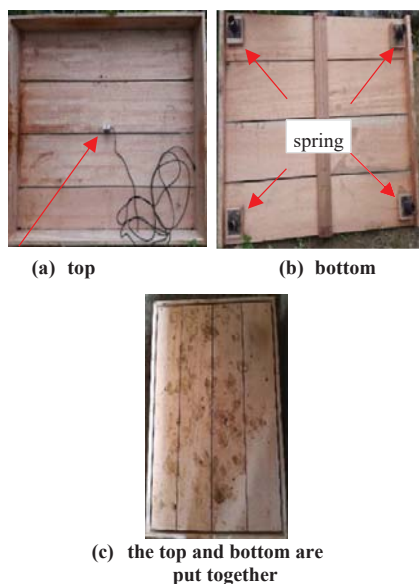 spring
(a) top
(b) bottom
(c) the top and bottom are
put together